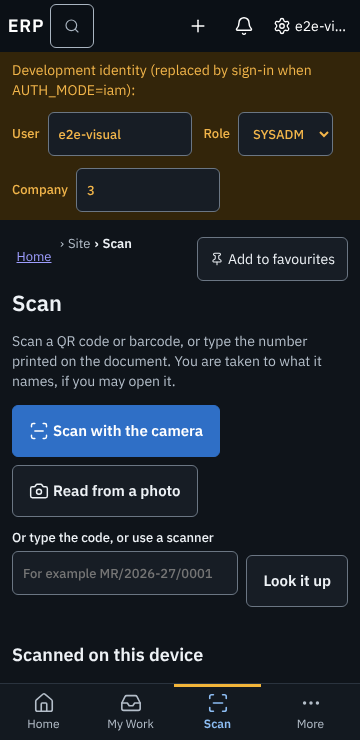 ERP
e2e-vi...
Development identity (replaced by sign-in when
AUTH_MODE=iam):
User e2e-visual Role SYSADM
Company 3
Home › Site › Scan
Add to favourites
Scan
Scan a QR code or barcode, or type the number
printed on the document. You are taken to what it
names, if you may open it.
Scan with the camera
Read from a photo
Or type the code, or use a scanner
For example MR/2026-27/0001
Look it up
Scanned on this device
Home My Work Scan More